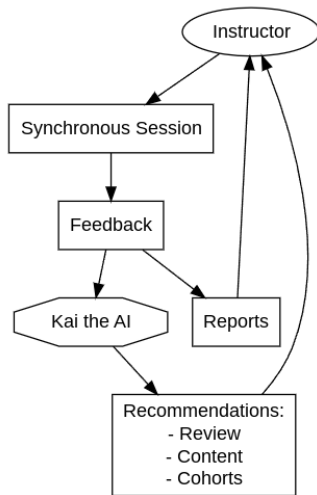 Instructor
Synchronous Session
Feedback
Kai the AI
Reports
Recommendations:
- Review
- Content
- Cohorts